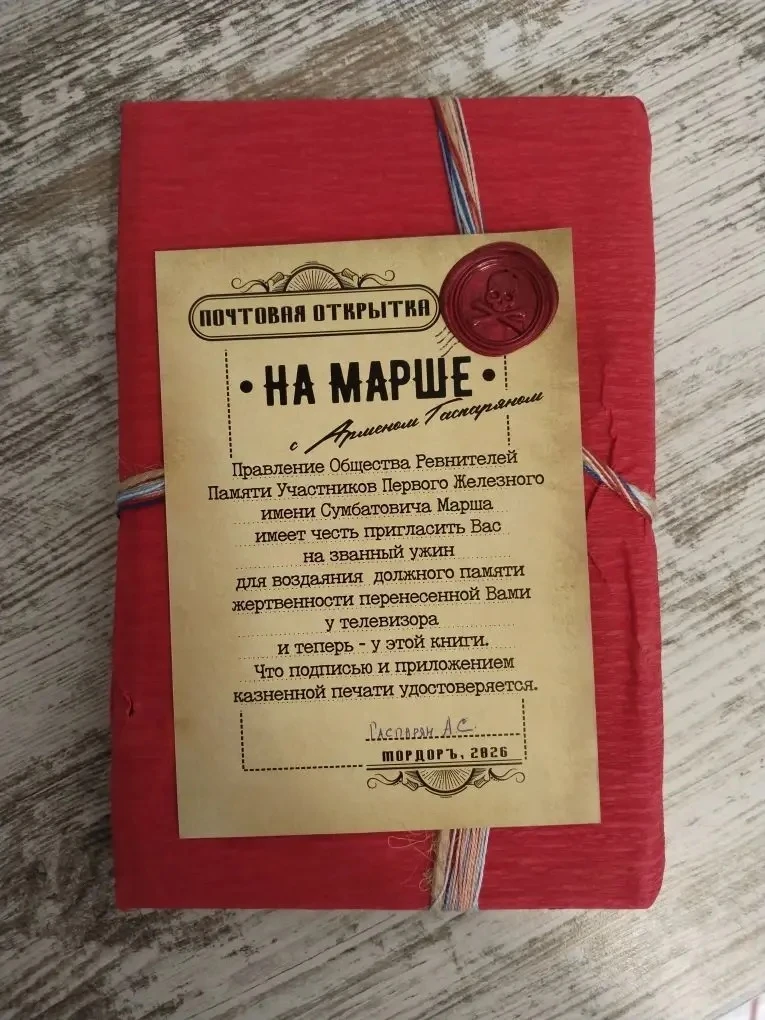 ПОЧТОВАЯ ОТКРЫТКА
• НА МАРШЕ •
с Арменом Гаспаряном
Правление Общества Ревнителей
Памяти Участников Первого Железного
имени Сумбатовича Марша
имеет честь пригласить Вас
на званный ужин
для воздаяния должного памяти
жертвенности перенесенной Вами
у телевизора
и теперь - у этой книги.
Что подписью и приложением
казненной печати удостоверяется.
Гаспарян А.С.
МОРДОРЪ, 2026